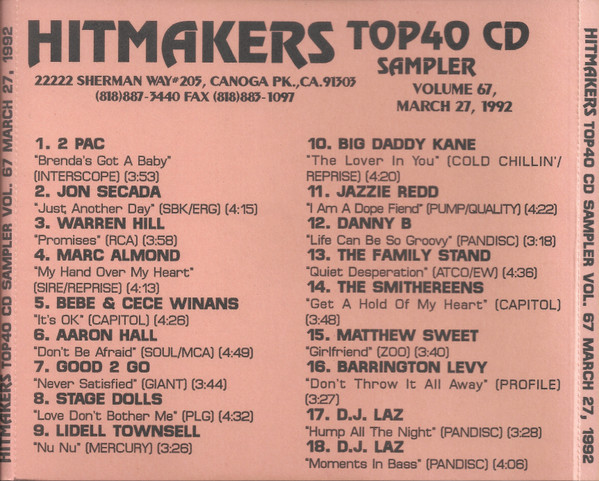 HITMAKERS TOP40 CD SAMPLER VOL. 67 MARCH 27, 1992
HITMAKERS TOP40 CD
SAMPLER
22222 SHERMAN WAY#205, CANOGA PK.,CA.91303
(818)887-3440 FAX (818)883-1097
VOLUME 67,
MARCH 27, 1992
1. 2 PAC
"Brenda's Got A Baby"
(INTERSCOPE) (3:53)
2. JON SECADA
"Just, Another Day" (SBK/ERG) (4:15)
3. WARREN HILL
"Promises" (RCA) (3:58)
4. MARC ALMOND
"My Hand Over My Heart"
(SIRE/REPRISE) (4:13)
5. BEBE & CECE WINANS
"It's OK" (CAPITOL) (4:26)
6. AARON HALL
"Don't Be Afraid" (SOUL/MCA) (4:49)
7. GOOD 2 GO
"Never Satisfied" (GIANT) (3:44)
8. STAGE DOLLS
"Love Don't Bother Me" (PLG) (4:32)
9. LIDELL TOWNSELL
"Nu Nu" (MERCURY) (3:26)
10. BIG DADDY KANE
"The Lover In You" (COLD CHILLIN'/
REPRISE) (4:20)
11. JAZZIE REDD
"I Am A Dope Fiend" (PUMP/QUALITY) (4:22)
12. DANNY B
"Life Can Be So Groovy" (PANDISC) (3:18)
13. THE FAMILY STAND
"Quiet Desperation" (ATCO/EW) (4:36)
14. THE SMITHEREENS
"Get A Hold Of My Heart" (CAPITOL)
(3:48)
15. MATTHEW SWEET
"Girlfriend" (ZOO) (3:40)
16. BARRINGTON LEVY
"Don't Throw It All Away" (PROFILE)
(3:27)
17. D.J. LAZ
"Hump All The Night" (PANDISC) (3:28)
18. D.J. LAZ
"Moments In Bass" (PANDISC) (4:06)
HITMAKERS TOP40 CD SAMPLER VOL. 67 MARCH 27, 1992